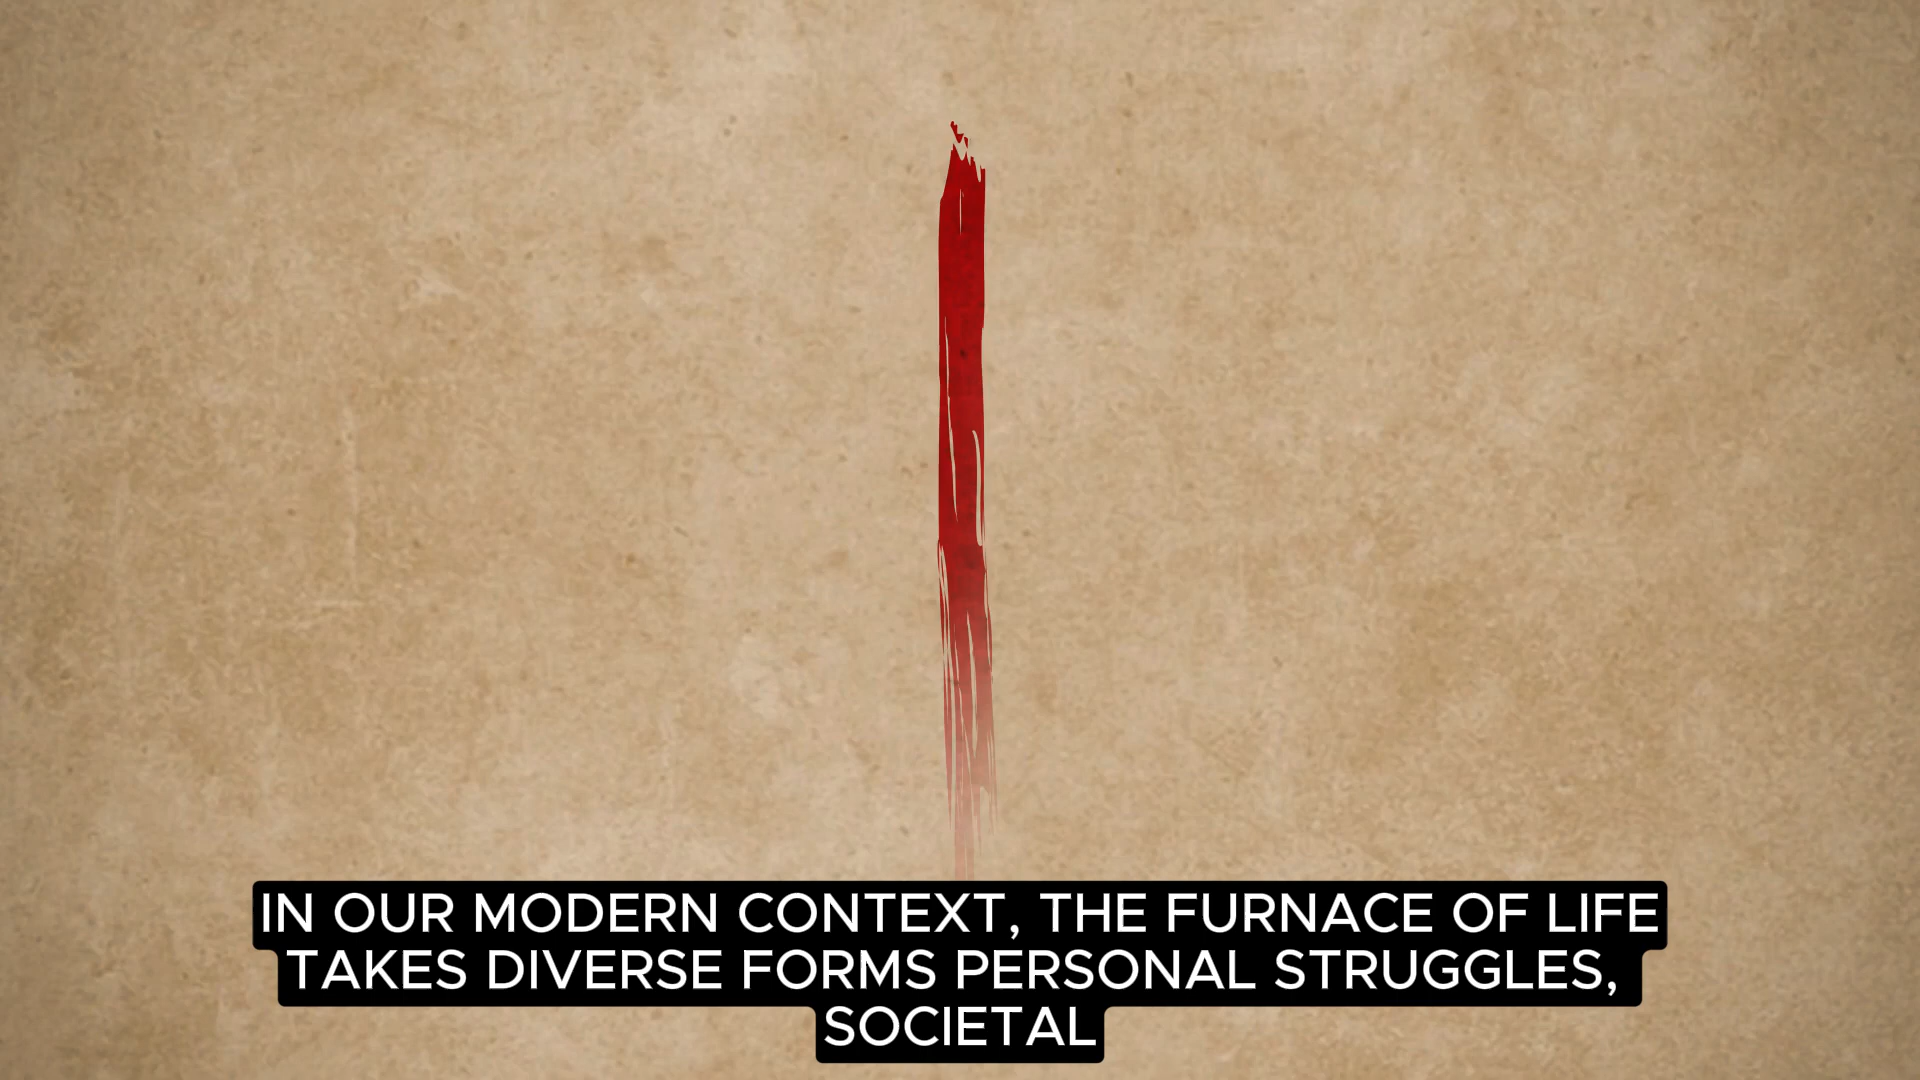 IN OUR MODERN CONTEXT, THE FURNACE OF LIFE
TAKES DIVERSE FORMS PERSONAL STRUGGLES,
SOCIETAL